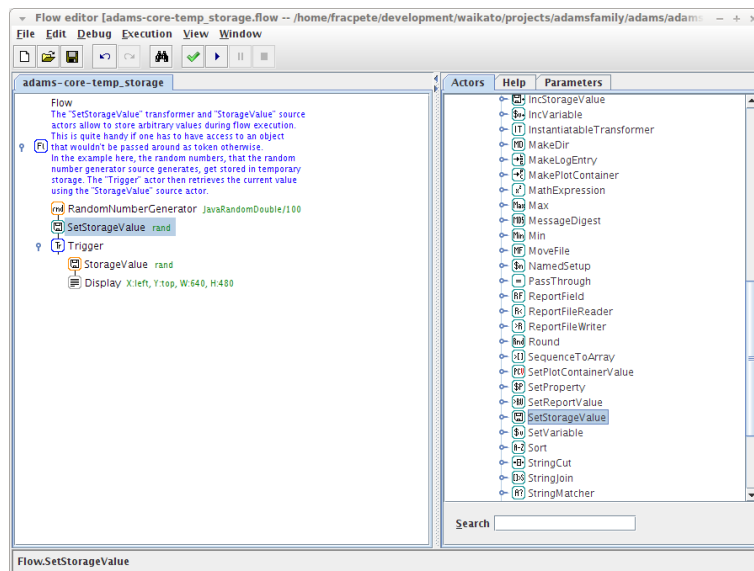 Flow editor [adams-core-temp_storage.flow -- /home/fracpete/development/waikato/projects/adamsfamily/adams/adams
File Edit Debug Execution View Window
adams-core-temp_storage
Flow
The "SetStorageValue" transformer and "StorageValue" source
actors allow to store arbitrary values during flow execution.
This is quite handy if one has to have access to an object
that wouldn't be passed around as token otherwise.
In the example here, the random numbers, that the random
number generator source generates, get stored in temporary
storage. The "Trigger" actor then retrieves the current value
using the "StorageValue" source actor.
RandomNumberGenerator JavaRandomDouble/100
SetStorageValue rand
Trigger
StorageValue rand
Display X:left, Y:top, W:640, H:480
Actors Help Parameters
IncStorageValue
IncVariable
InstantiatableTransformer
MakeDir
MakeLogEntry
MakePlotContainer
MathExpression
Max
MessageDigest
Min
MoveFile
NamedSetup
PassThrough
ReportField
ReportFileReader
ReportFileWriter
Round
SequenceToArray
SetPlotContainerValue
SetProperty
SetReportValue
SetStorageValue
SetVariable
Sort
StringCut
StringJoin
StringMatcher
Search
Flow.SetStorageValue